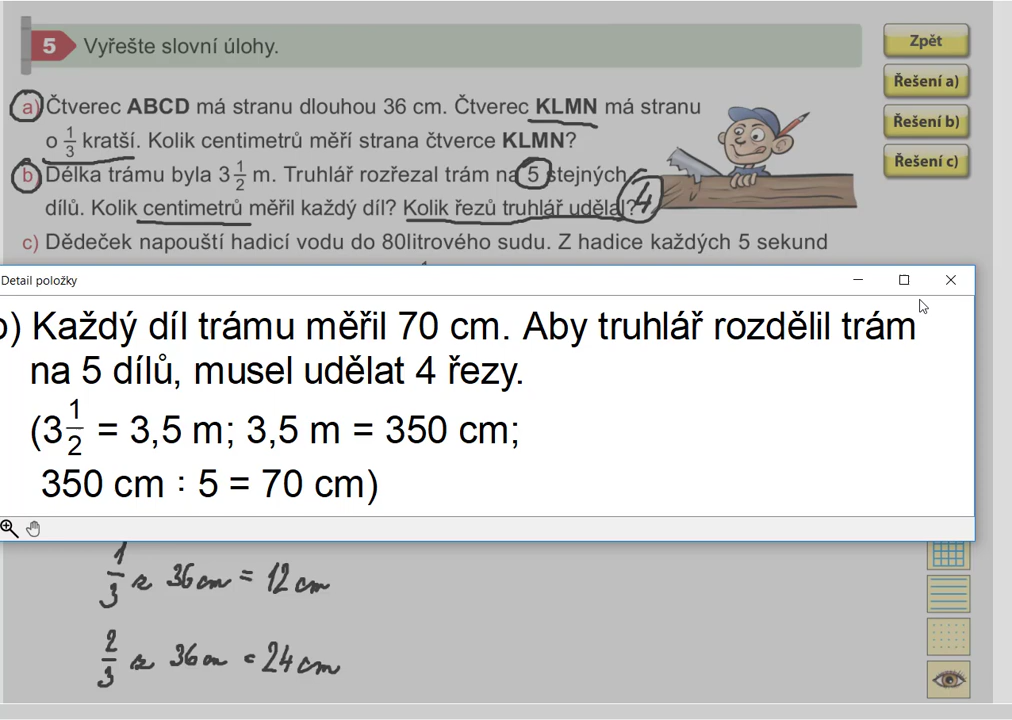 5 Vyřešte slovní úlohy.
Zpět
Řešení a)
Řešení b)
Řešení c)
a) Čtverec ABCD má stranu dlouhou 36 cm. Čtverec KLMN má stranu
o 1/3 kratší. Kolik centimetrů měří strana čtverce KLMN?
b) Délka trámu byla 3 1/2 m. Truhlář rozřezal trám na 5 stejných
dílů. Kolik centimetrů měřil každý díl? Kolik řezů truhlář udělal? 4
c) Dědeček napouští hadicí vodu do 80litrového sudu. Z hadice každých 5 sekund
Detail položky
b) Každý díl trámu měřil 70 cm. Aby truhlář rozdělil trám
na 5 dílů, musel udělat 4 řezy.
(3 1/2 = 3,5 m; 3,5 m = 350 cm;
350 cm : 5 = 70 cm)
1/3 z 36 cm = 12 cm
2/3 z 36 cm = 24 cm